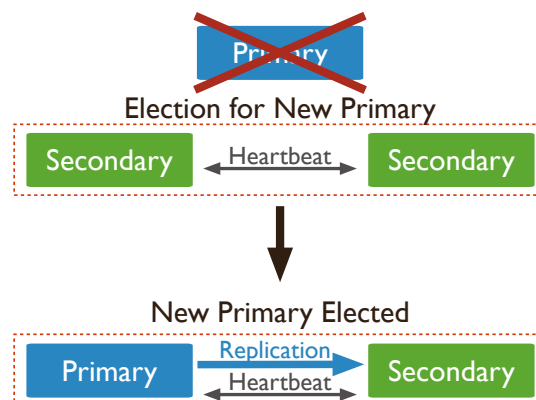 Primary
Election for New Primary
Secondary Heartbeat Secondary
New Primary Elected
Replication
Primary Secondary
Heartbeat